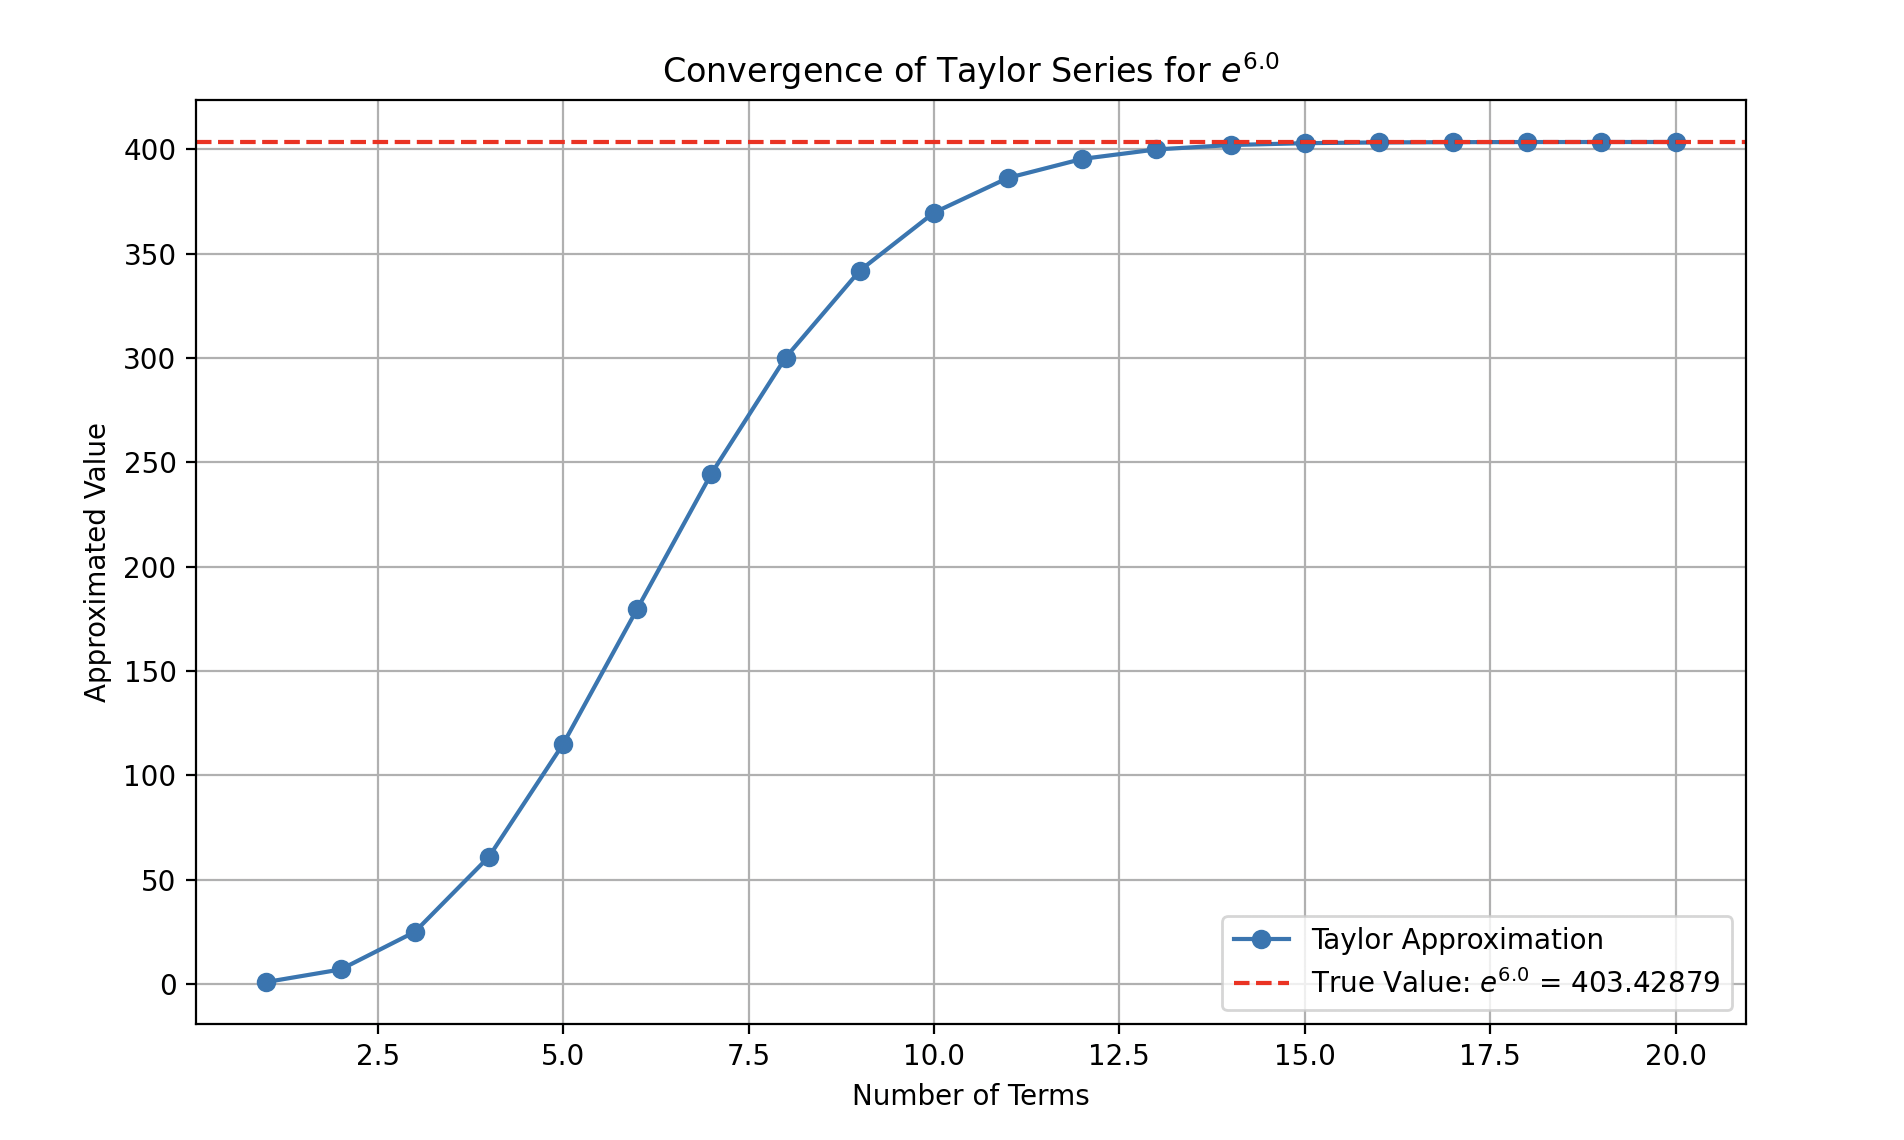 Convergence of Taylor Series for e^6.0
Approximated Value
400
350
300
250
200
150
100
50
0
2.5 5.0 7.5 10.0 12.5 15.0 17.5 20.0
Number of Terms
Taylor Approximation
True Value: e^6.0 = 403.42879